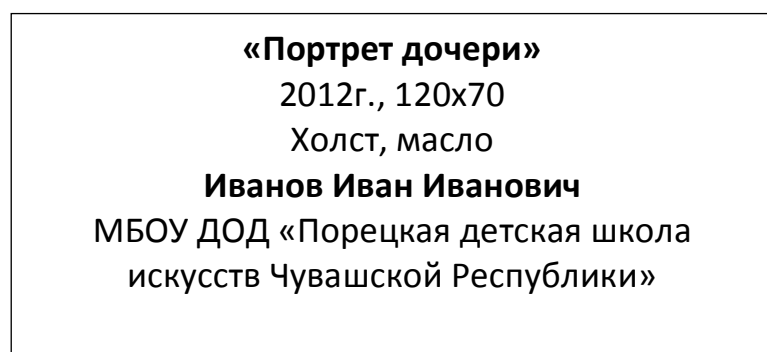 «Портрет дочери»
2012г., 120х70
Холст, масло
Иванов Иван Иванович
МБОУ ДОД «Порецкая детская школа
искусств Чувашской Республики»